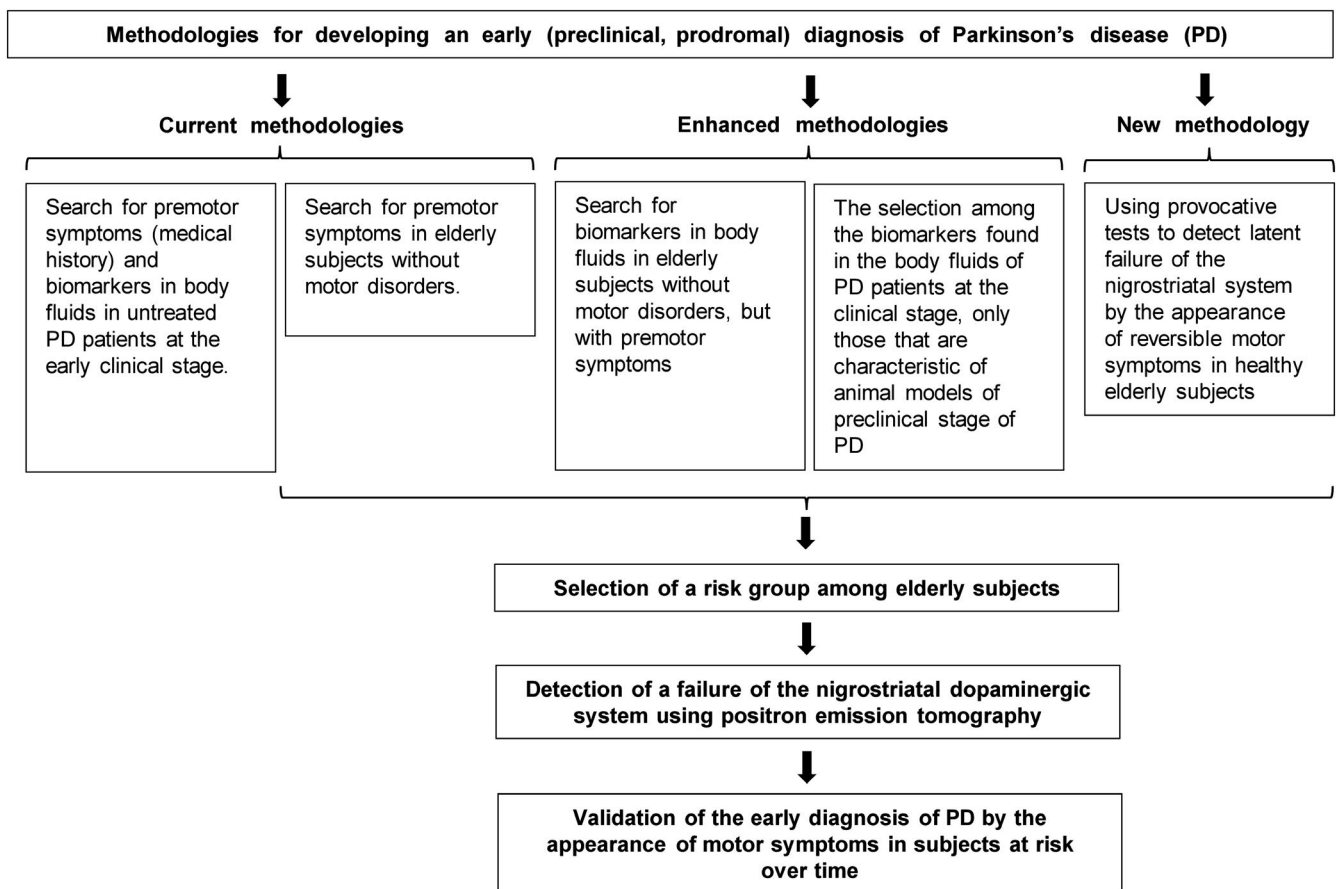 Methodologies for developing an early (preclinical, prodromal) diagnosis of Parkinson's disease (PD)
Current methodologies
Search for premotor
symptoms (medical
history) and
biomarkers in body
fluids in untreated
PD patients at the
early clinical stage.
Search for premotor
symptoms in elderly
subjects without
motor disorders.
Enhanced methodologies
Search for
biomarkers in body
fluids in elderly
subjects without
motor disorders, but
with premotor
symptoms
The selection among
the biomarkers found
in the body fluids of
PD patients at the
clinical stage, only
those that are
characteristic of
animal models of
preclinical stage of
PD
New methodology
Using provocative
tests to detect latent
failure of the
nigrostriatal system
by the appearance
of reversible motor
symptoms in healthy
elderly subjects
Selection of a risk group among elderly subjects
Detection of a failure of the nigrostriatal dopaminergic
system using positron emission tomography
Validation of the early diagnosis of PD by the
appearance of motor symptoms in subjects at risk
over time